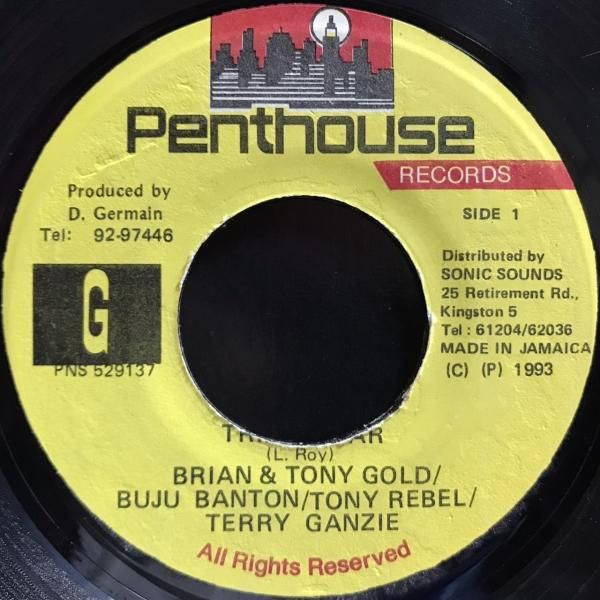 Penthouse
RECORDS
Produced by
D. Germain
Tel: 92-97446
SIDE 1
G
PNS 529137
Distributed by
SONIC SOUNDS
25 Retirement Rd.,
Kingston 5
Tel : 61204/62036
MADE IN JAMAICA
(C) (P) 1993
(L. Roy)
BRIAN & TONY GOLD/
BUJU BANTON/TONY REBEL/
TERRY GANZIE
All Rights Reserved